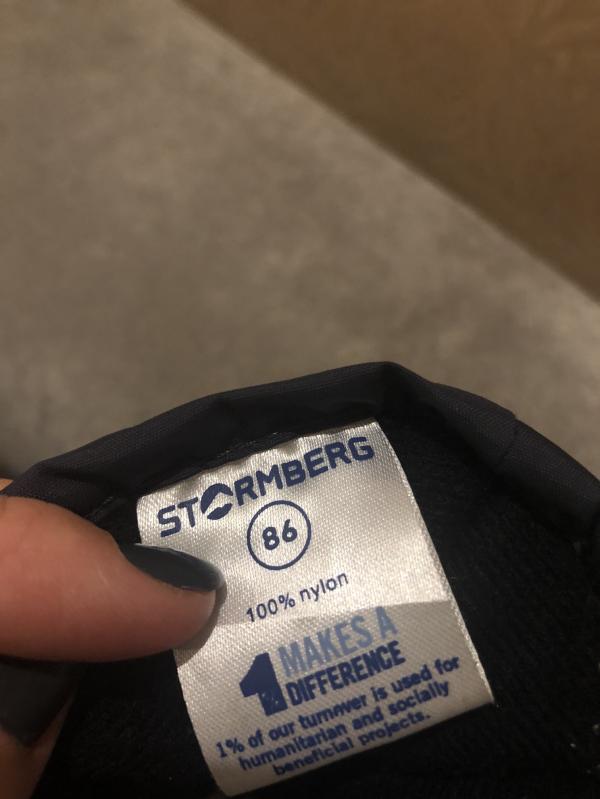 STORMBERG
86
100% nylon
1 MAKES A
DIFFERENCE
1% of our turnover is used for
humanitarian and socially
beneficial projects.